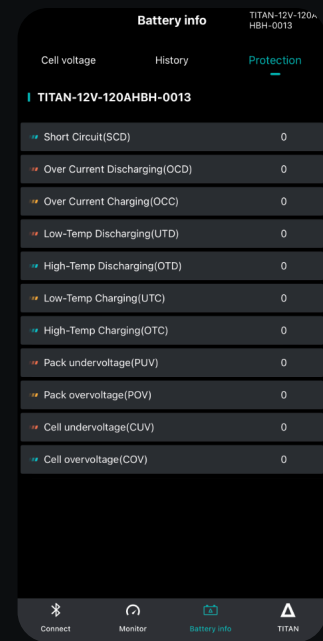 Battery info
TITAN-12V-120A
HBH-0013
Cell voltage
History
Protection
TITAN-12V-120AHBH-0013
Short Circuit(SCD) 0
Over Current Discharging(OCD) 0
Over Current Charging(OCC) 0
Low-Temp Discharging(UTD) 0
High-Temp Discharging(OTD) 0
Low-Temp Charging(UTC) 0
High-Temp Charging(OTC) 0
Pack undervoltage(PUV) 0
Pack overvoltage(POV) 0
Cell undervoltage(CUV) 0
Cell overvoltage(COV) 0
Connect
Monitor
Battery info
TITAN